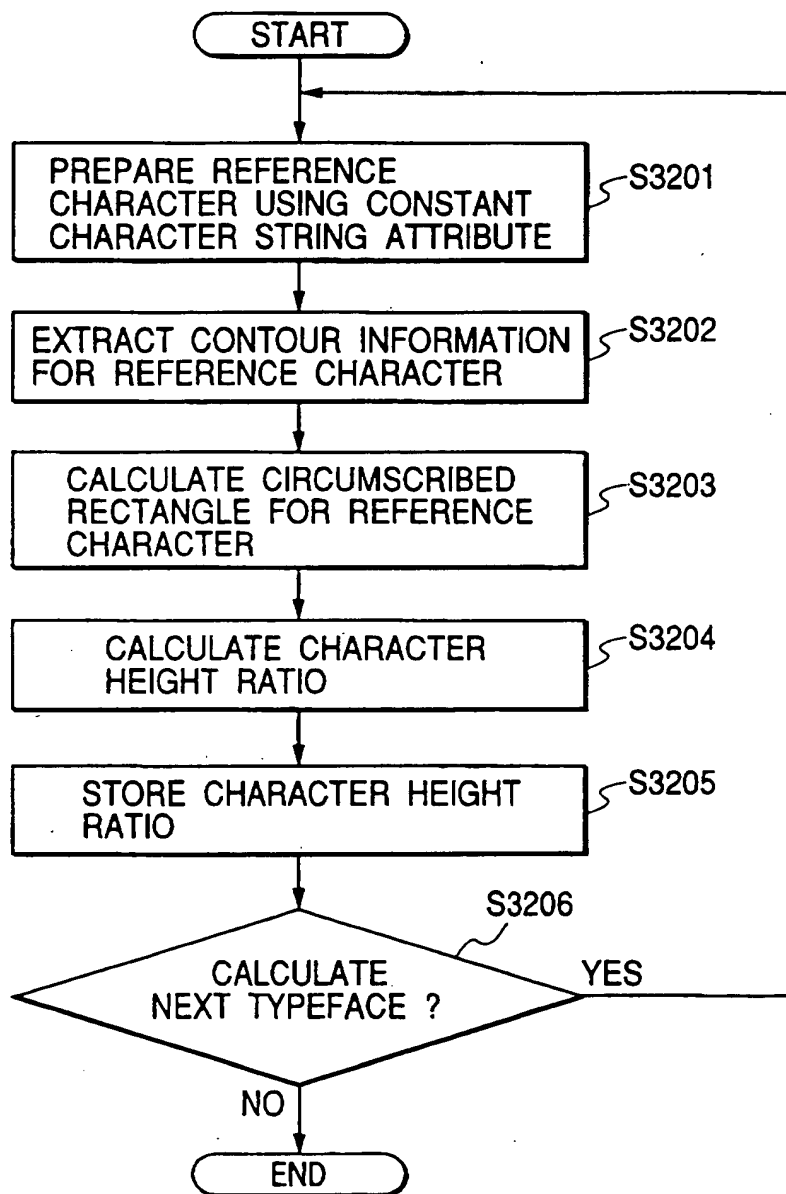 START
PREPARE REFERENCE
CHARACTER USING CONSTANT
CHARACTER STRING ATTRIBUTE
S3201
EXTRACT CONTOUR INFORMATION
FOR REFERENCE CHARACTER
S3202
CALCULATE CIRCUMSCRIBED
RECTANGLE FOR REFERENCE
CHARACTER
S3203
CALCULATE CHARACTER
HEIGHT RATIO
S3204
STORE CHARACTER HEIGHT
RATIO
S3205
S3206
CALCULATE
NEXT TYPEFACE ?
YES
NO
END